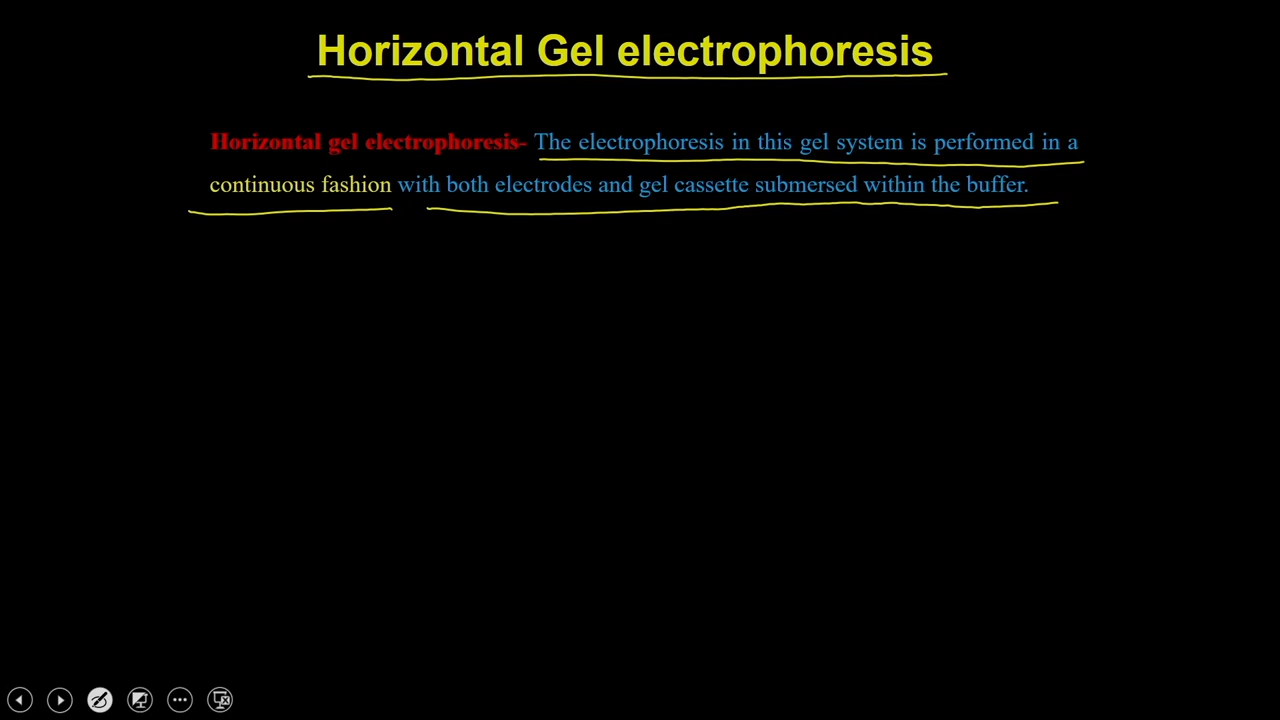 Horizontal Gel electrophoresis
Horizontal gel electrophoresis- The electrophoresis in this gel system is performed in a
continuous fashion with both electrodes and gel cassette submersed within the buffer.